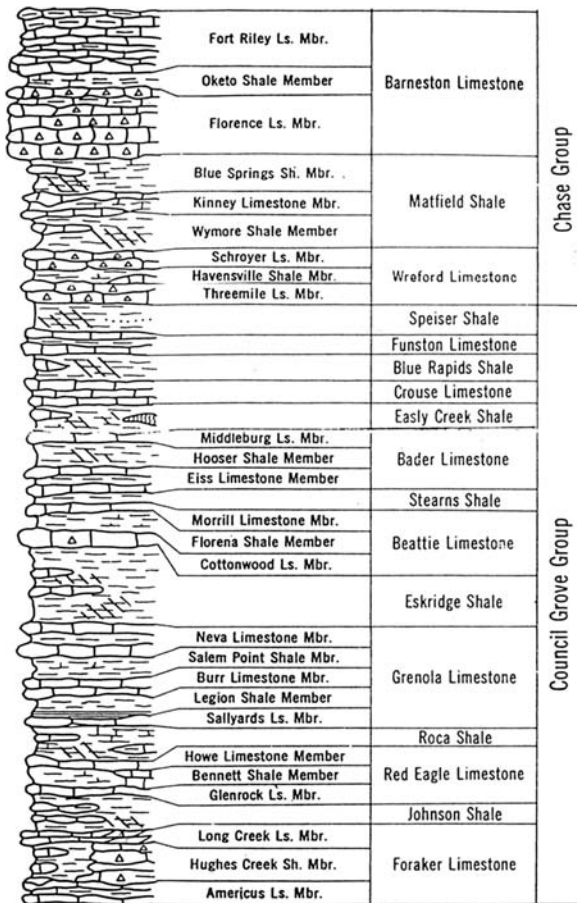 Fort Riley Ls. Mbr.
Oketo Shale Member
Florence Ls. Mbr.
Barneston Limestone
Blue Springs Sh. Mbr.
Kinney Limestone Mbr.
Wymore Shale Member
Matfield Shale
Schroyer Ls. Mbr.
Havensville Shale Mbr.
Threemile Ls. Mbr.
Wreford Limestone
Chase Group
Speiser Shale
Funston Limestone
Blue Rapids Shale
Crouse Limestone
Easly Creek Shale
Middleburg Ls. Mbr.
Hooser Shale Member
Eiss Limestone Member
Bader Limestone
Stearns Shale
Morrill Limestone Mbr.
Florena Shale Member
Cottonwood Ls. Mbr.
Beattie Limestone
Eskridge Shale
Neva Limestone Mbr.
Salem Point Shale Mbr.
Burr Limestone Mbr.
Legion Shale Member
Sallyards Ls. Mbr.
Grenola Limestone
Roca Shale
Howe Limestone Member
Bennett Shale Member
Glenrock Ls. Mbr.
Red Eagle Limestone
Johnson Shale
Long Creek Ls. Mbr.
Hughes Creek Sh. Mbr.
Americus Ls. Mbr.
Foraker Limestone
Council Grove Group